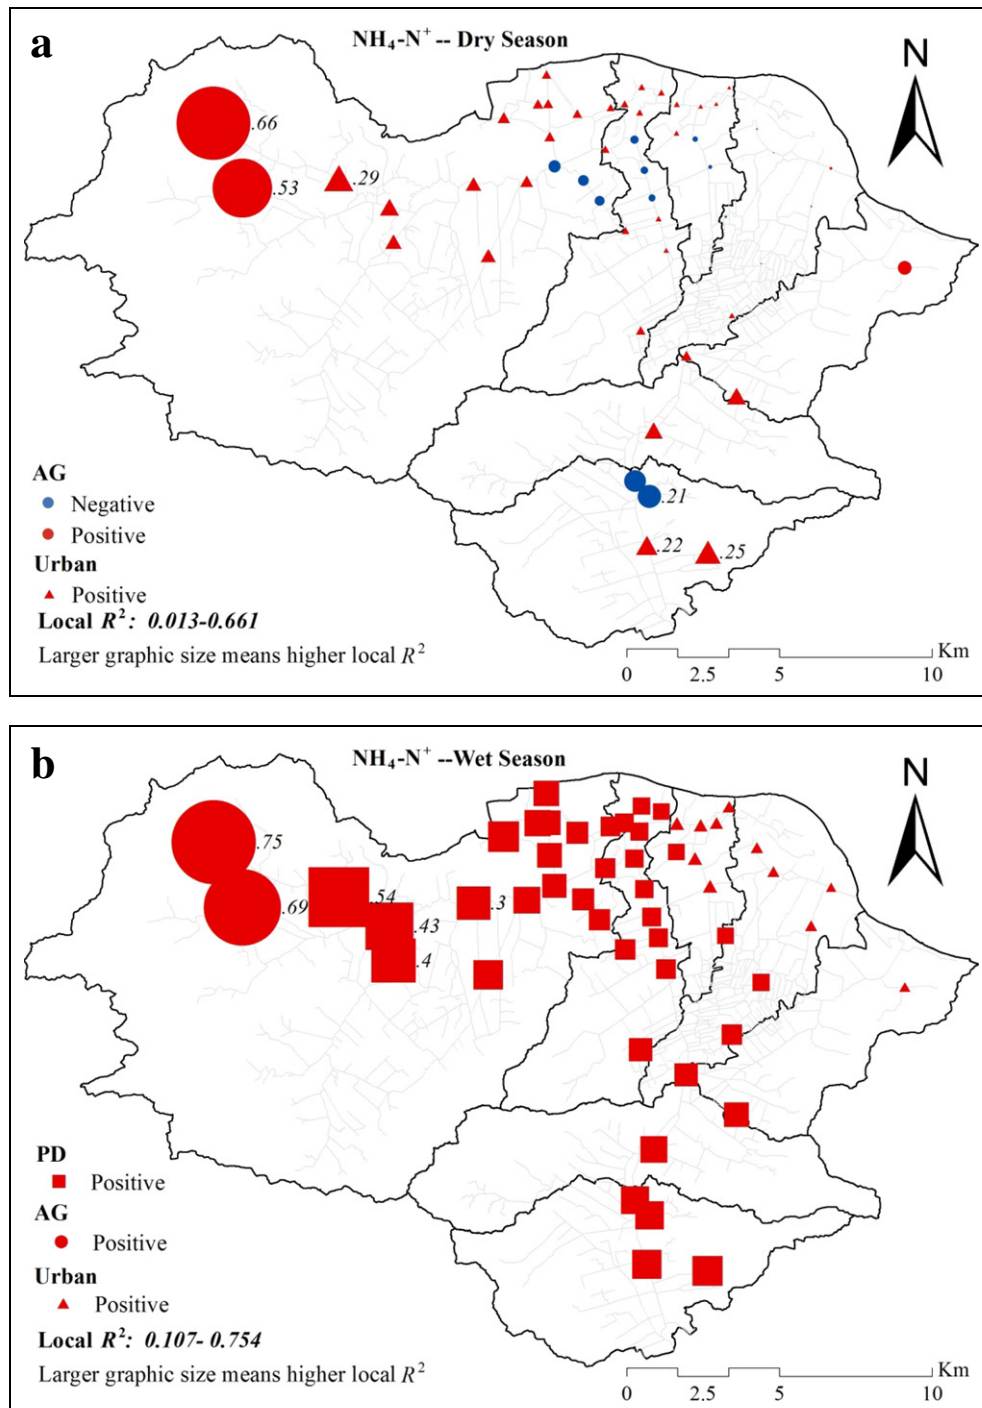 a
NH₄-N⁺ -- Dry Season
N
.66
.53
.29
.21
.22
.25
AG
Negative
Positive
Urban
Positive
Local R²: 0.013-0.661
Larger graphic size means higher local R²
Km
0 2.5 5 10
b
NH₄-N⁺ --Wet Season
N
.75
.69
.54
.43
.4
.3
PD
Positive
AG
Positive
Urban
Positive
Local R²: 0.107- 0.754
Larger graphic size means higher local R²
Km
0 2.5 5 10